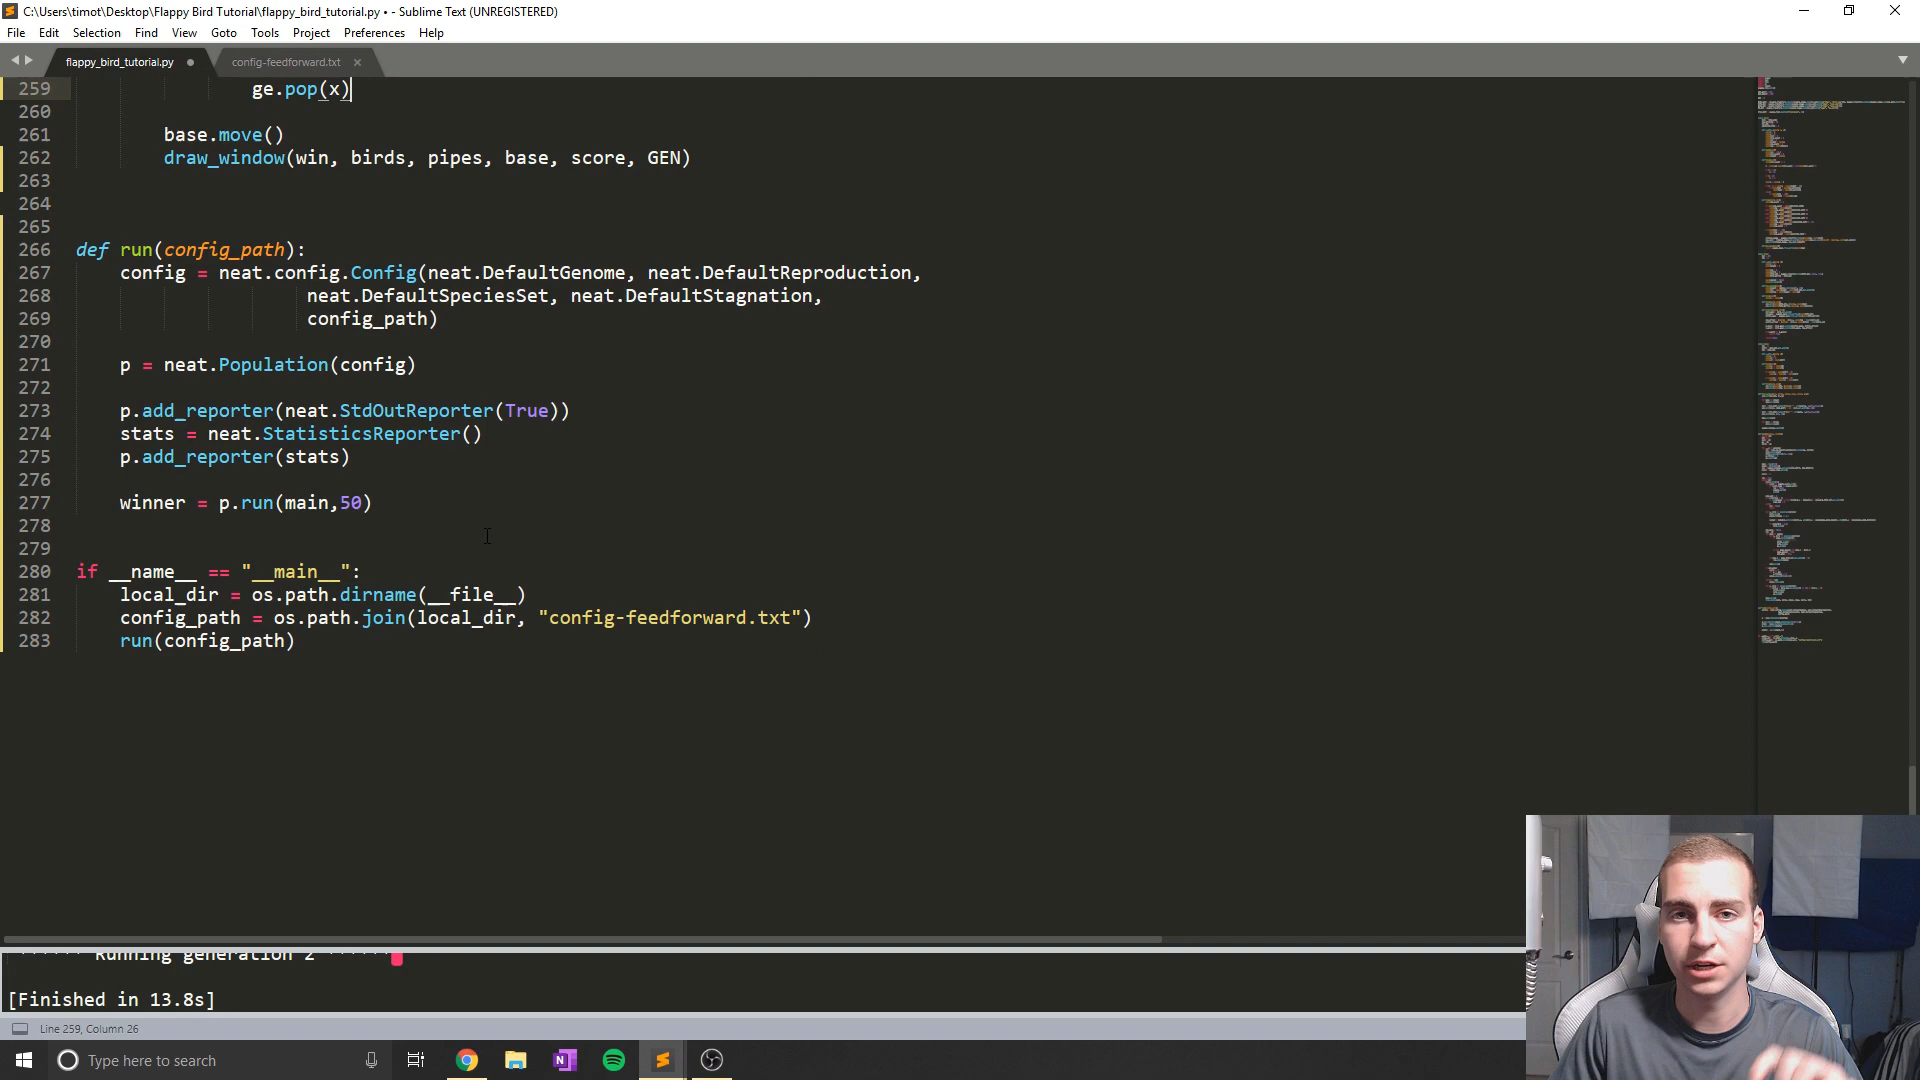 C:\Users\timot\Desktop\Flappy Bird Tutorial\flappy_bird_tutorial.py • - Sublime Text (UNREGISTERED)
File Edit Selection Find View Goto Tools Project Preferences Help
flappy_bird_tutorial.py config-feedforward.txt
259 ge.pop(x)
260
261 base.move()
262 draw_window(win, birds, pipes, base, score, GEN)
263
264
265
266 def run(config_path):
267 config = neat.config.Config(neat.DefaultGenome, neat.DefaultReproduction,
268 neat.DefaultSpeciesSet, neat.DefaultStagnation,
269 config_path)
270
271 p = neat.Population(config)
272
273 p.add_reporter(neat.StdOutReporter(True))
274 stats = neat.StatisticsReporter()
275 p.add_reporter(stats)
276
277 winner = p.run(main,50)
278
279
280 if __name__ == "__main__":
281 local_dir = os.path.dirname(__file__)
282 config_path = os.path.join(local_dir, "config-feedforward.txt")
283 run(config_path)
****** Running generation 2 ******
[Finished in 13.8s]
Line 259, Column 26
Type here to search